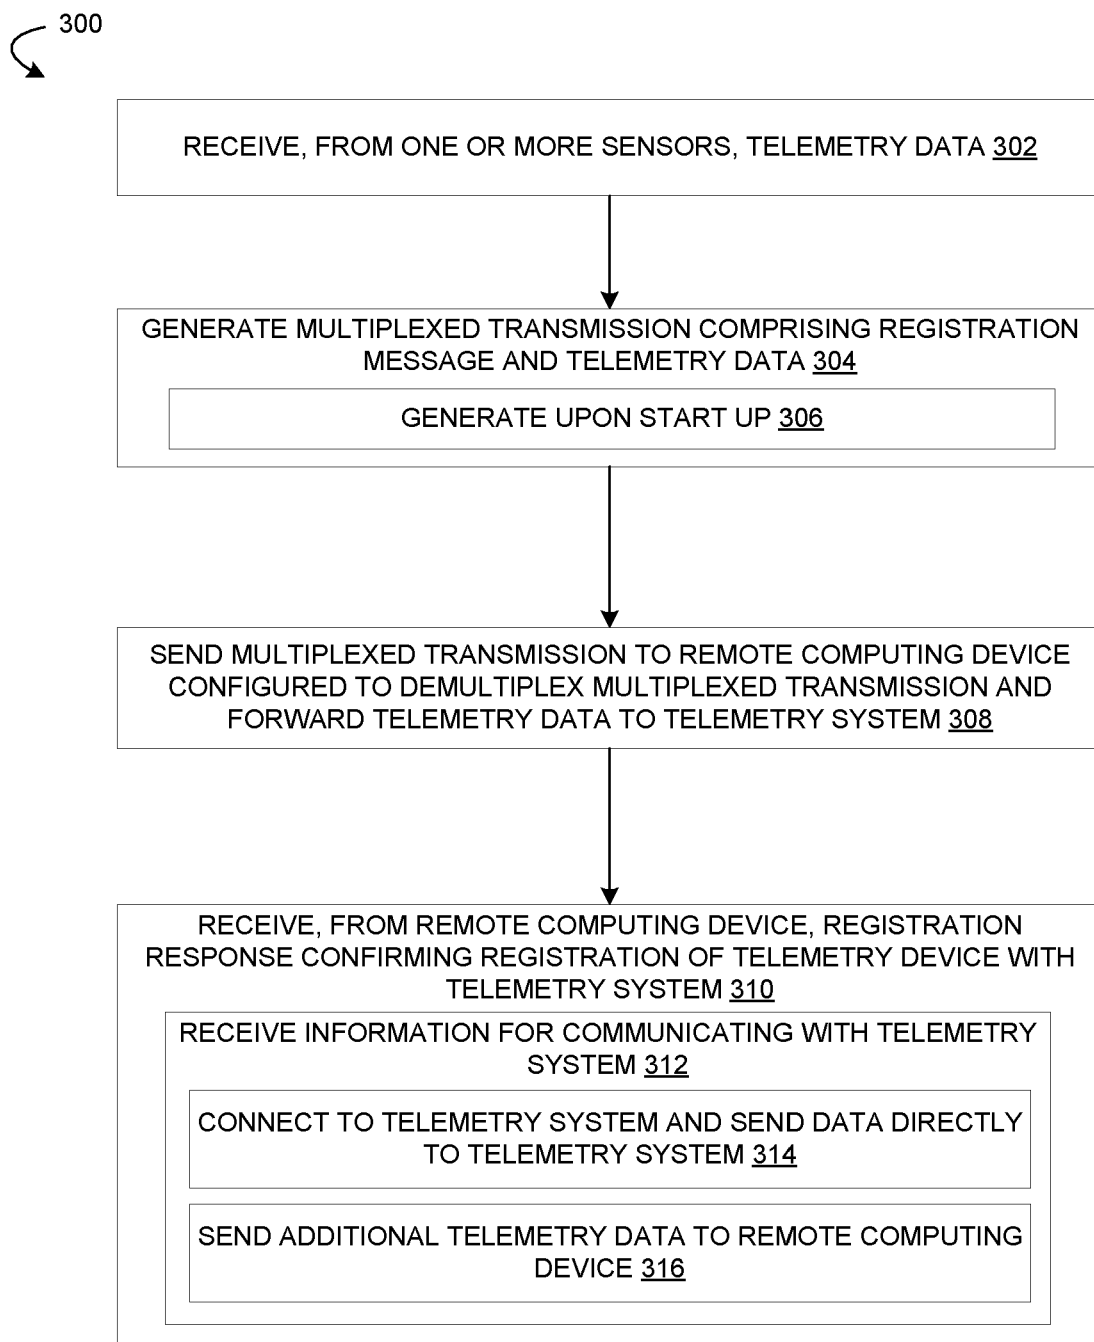 300
RECEIVE, FROM ONE OR MORE SENSORS, TELEMETRY DATA 302
GENERATE MULTIPLEXED TRANSMISSION COMPRISING REGISTRATION
MESSAGE AND TELEMETRY DATA 304
GENERATE UPON START UP 306
SEND MULTIPLEXED TRANSMISSION TO REMOTE COMPUTING DEVICE
CONFIGURED TO DEMULTIPLEX MULTIPLEXED TRANSMISSION AND
FORWARD TELEMETRY DATA TO TELEMETRY SYSTEM 308
RECEIVE, FROM REMOTE COMPUTING DEVICE, REGISTRATION
RESPONSE CONFIRMING REGISTRATION OF TELEMETRY DEVICE WITH
TELEMETRY SYSTEM 310
RECEIVE INFORMATION FOR COMMUNICATING WITH TELEMETRY
SYSTEM 312
CONNECT TO TELEMETRY SYSTEM AND SEND DATA DIRECTLY
TO TELEMETRY SYSTEM 314
SEND ADDITIONAL TELEMETRY DATA TO REMOTE COMPUTING
DEVICE 316